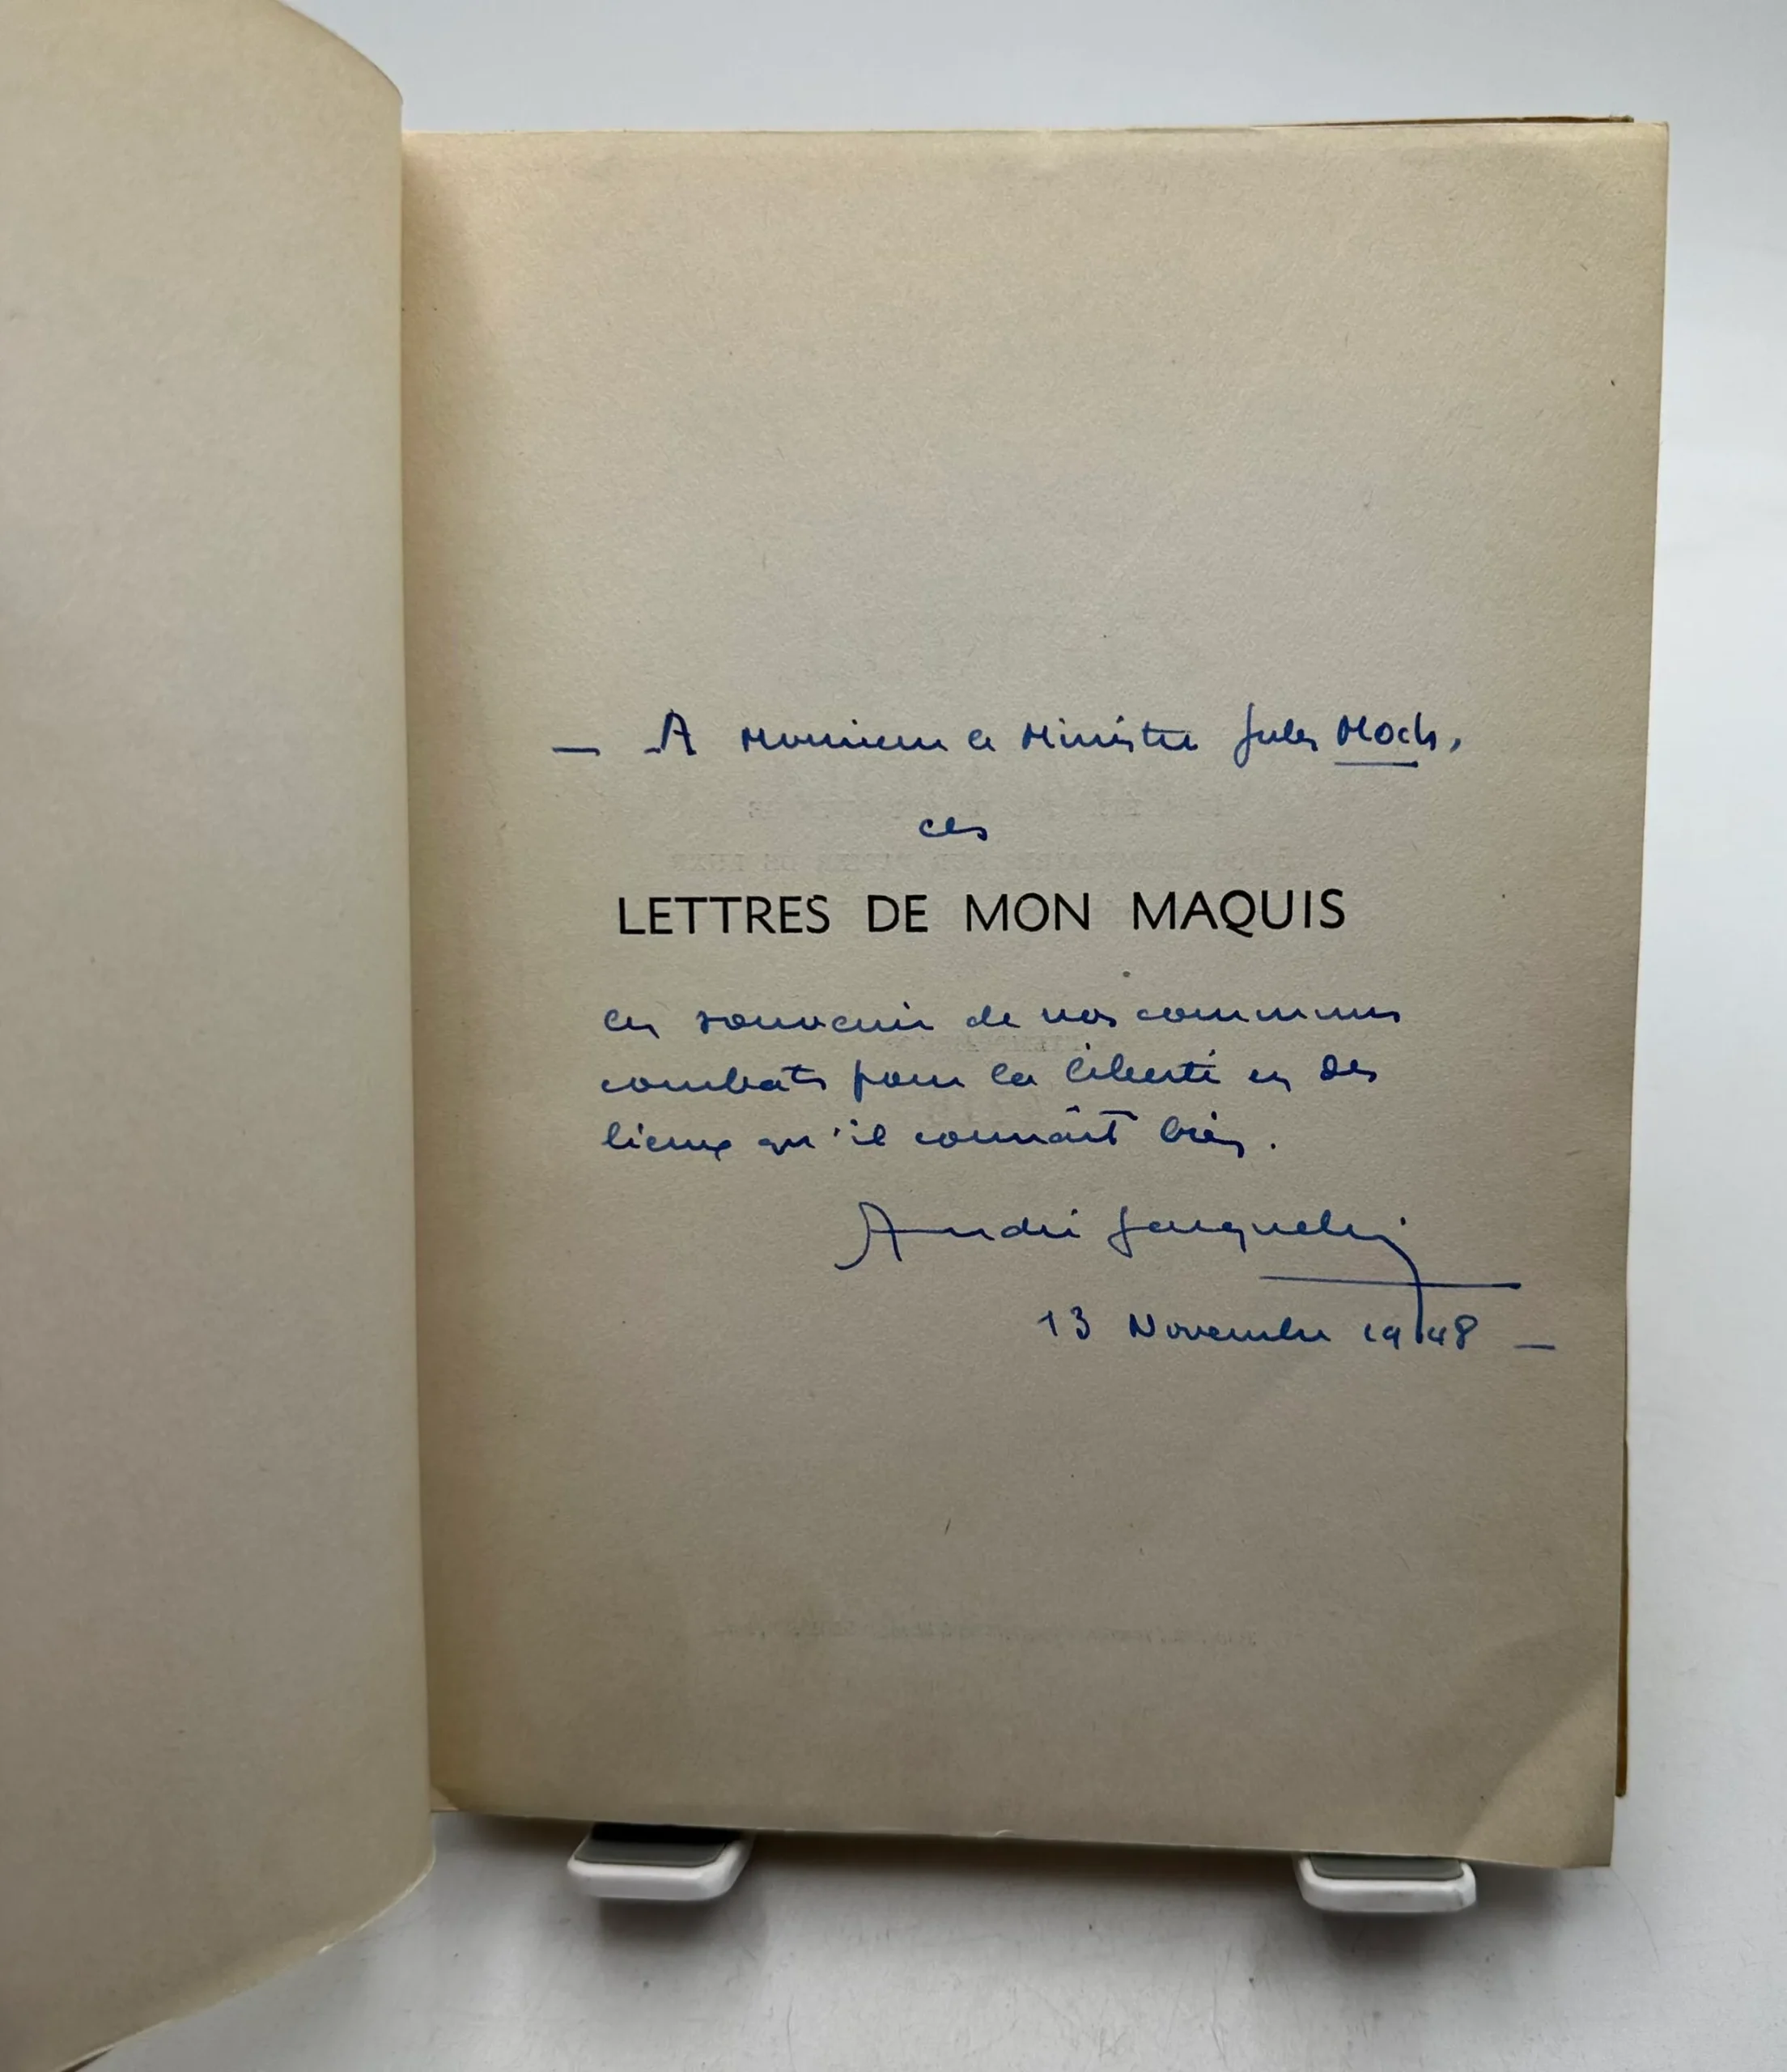 — A Monsieur le Ministre Jules Moch,
ces
LETTRES DE MON MAQUIS
en souvenir de nos communs
combats pour la liberté en des
lieux qu'il connaît bien.
André Jacquelin
13 Novembre 1948 —